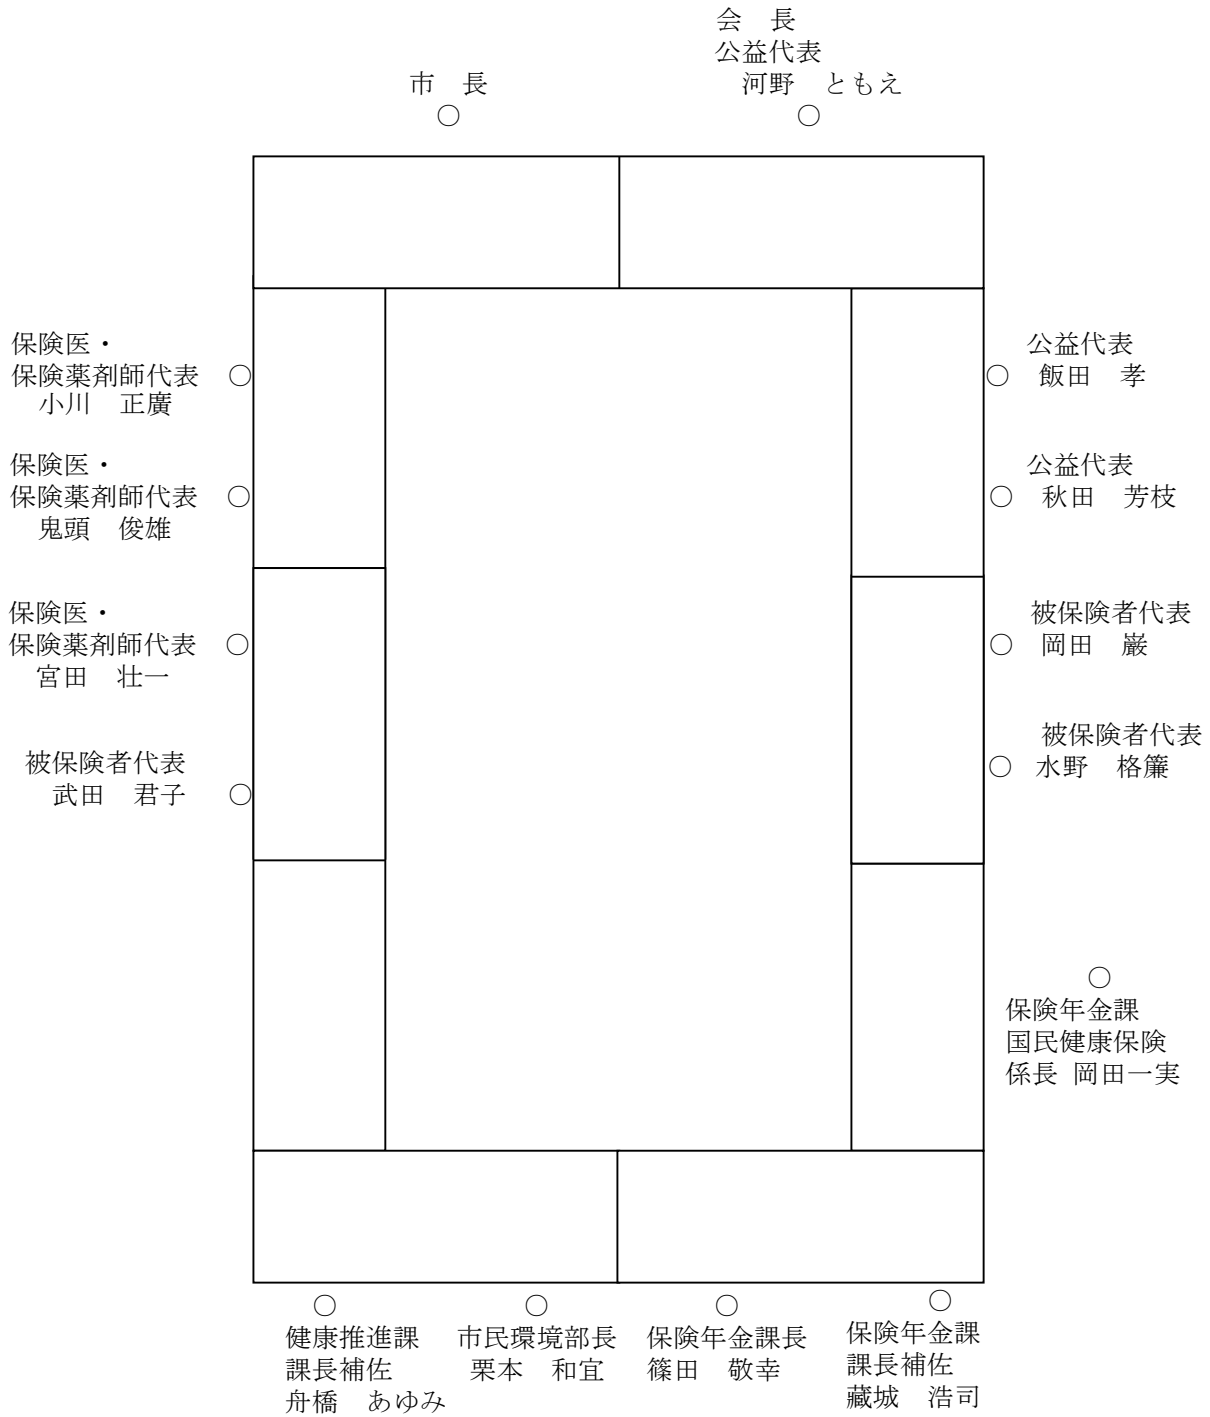 会　長
公益代表
河野　ともえ
市　長
○
○
保険医・
保険薬剤師代表　○
小川　正廣
保険医・
保険薬剤師代表　○
鬼頭　俊雄
保険医・
保険薬剤師代表　○
宮田　壮一
被保険者代表
武田　君子　○
公益代表
○　飯田　孝
公益代表
○　秋田　芳枝
被保険者代表
○　岡田　巌
被保険者代表
○　水野　格簾
○
保険年金課
国民健康保険
係長 岡田一実
○
健康推進課
課長補佐
舟橋　あゆみ
○
市民環境部長
栗本　和宜
○
保険年金課長
篠田　敬幸
○
保険年金課
課長補佐
藏城　浩司